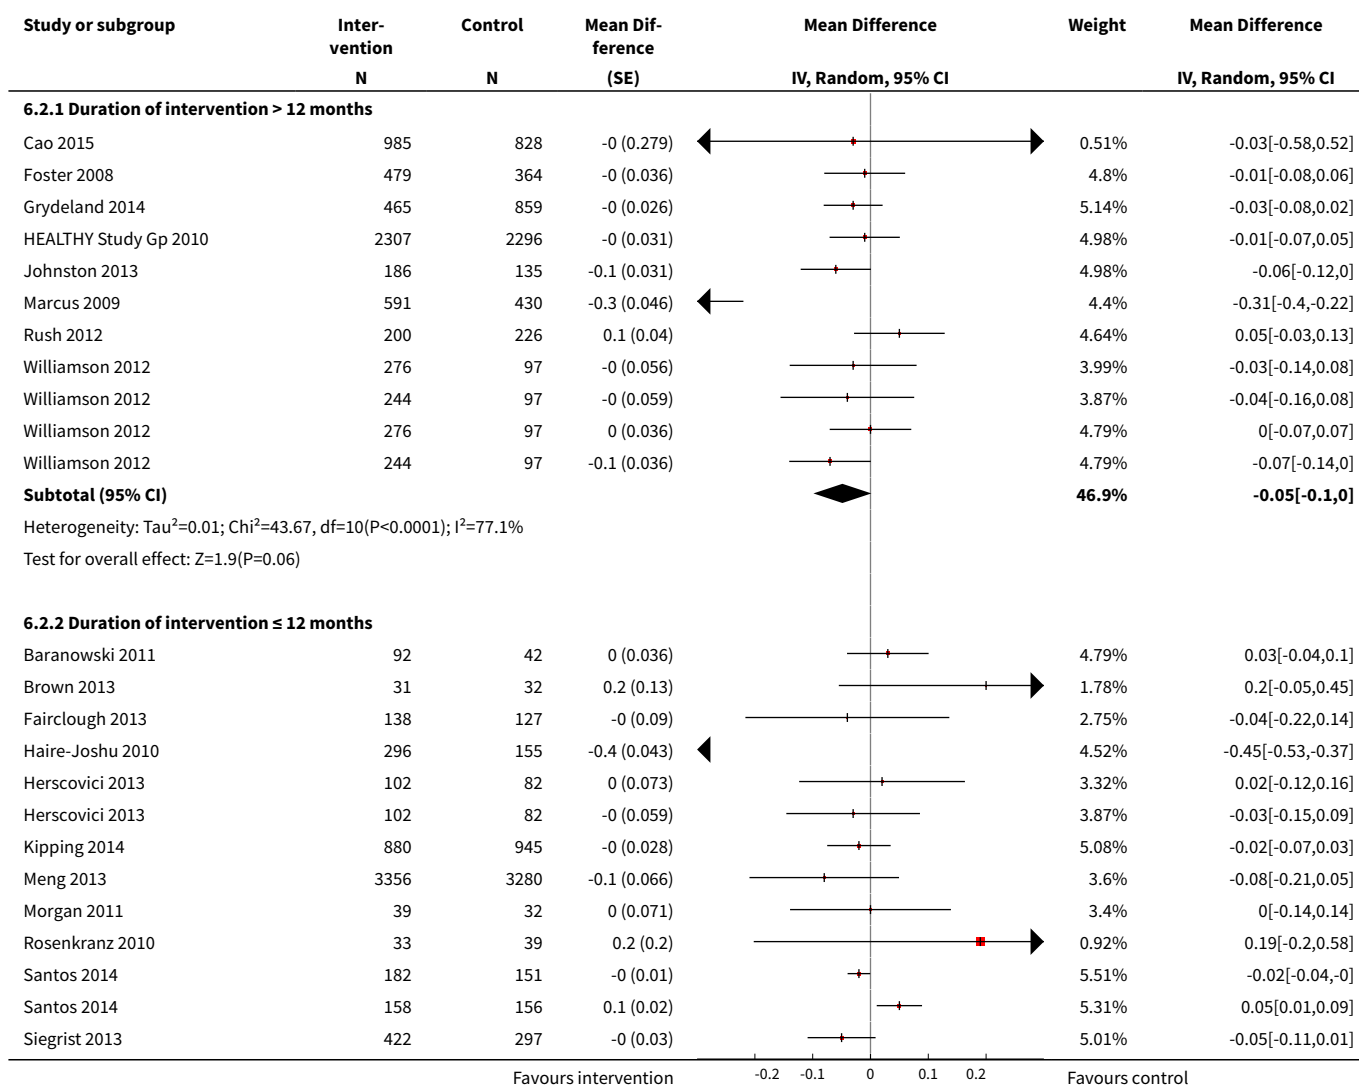 Study or subgroup Inter- Control Mean Dif- Mean Difference Weight Mean Difference
vention ference
N N (SE) IV, Random, 95% CI IV, Random, 95% CI
6.2.1 Duration of intervention > 12 months
Cao 2015 985 828 -0 (0.279) 0.51% -0.03[-0.58,0.52]
Foster 2008 479 364 -0 (0.036) 4.8% -0.01[-0.08,0.06]
Grydeland 2014 465 859 -0 (0.026) 5.14% -0.03[-0.08,0.02]
HEALTHY Study Gp 2010 2307 2296 -0 (0.031) 4.98% -0.01[-0.07,0.05]
Johnston 2013 186 135 -0.1 (0.031) 4.98% -0.06[-0.12,0]
Marcus 2009 591 430 -0.3 (0.046) 4.4% -0.31[-0.4,-0.22]
Rush 2012 200 226 0.1 (0.04) 4.64% 0.05[-0.03,0.13]
Williamson 2012 276 97 -0 (0.056) 3.99% -0.03[-0.14,0.08]
Williamson 2012 244 97 -0 (0.059) 3.87% -0.04[-0.16,0.08]
Williamson 2012 276 97 0 (0.036) 4.79% 0[-0.07,0.07]
Williamson 2012 244 97 -0.1 (0.036) 4.79% -0.07[-0.14,0]
Subtotal (95% CI) 46.9% -0.05[-0.1,0]
Heterogeneity: Tau²=0.01; Chi²=43.67, df=10(P<0.0001); I²=77.1%
Test for overall effect: Z=1.9(P=0.06)
6.2.2 Duration of intervention ≤ 12 months
Baranowski 2011 92 42 0 (0.036) 4.79% 0.03[-0.04,0.1]
Brown 2013 31 32 0.2 (0.13) 1.78% 0.2[-0.05,0.45]
Fairclough 2013 138 127 -0 (0.09) 2.75% -0.04[-0.22,0.14]
Haire-Joshu 2010 296 155 -0.4 (0.043) 4.52% -0.45[-0.53,-0.37]
Herscovici 2013 102 82 0 (0.073) 3.32% 0.02[-0.12,0.16]
Herscovici 2013 102 82 -0 (0.059) 3.87% -0.03[-0.15,0.09]
Kipping 2014 880 945 -0 (0.028) 5.08% -0.02[-0.07,0.03]
Meng 2013 3356 3280 -0.1 (0.066) 3.6% -0.08[-0.21,0.05]
Morgan 2011 39 32 0 (0.071) 3.4% 0[-0.14,0.14]
Rosenkranz 2010 33 39 0.2 (0.2) 0.92% 0.19[-0.2,0.58]
Santos 2014 182 151 -0 (0.01) 5.51% -0.02[-0.04,-0]
Santos 2014 158 156 0.1 (0.02) 5.31% 0.05[0.01,0.09]
Siegrist 2013 422 297 -0 (0.03) 5.01% -0.05[-0.11,0.01]
Favours intervention -0.2 -0.1 0 0.1 0.2 Favours control